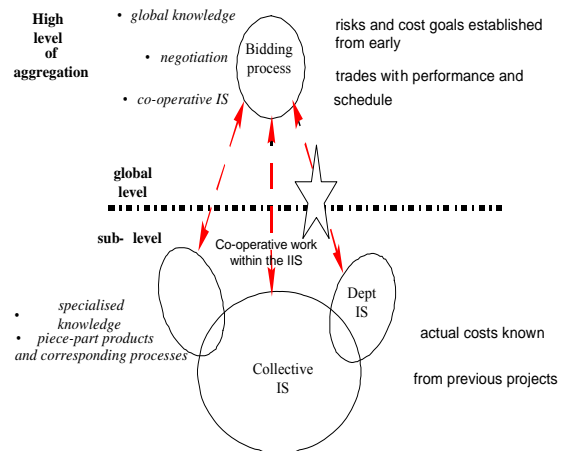 High
level
of
aggregation
• global knowledge
• negotiation
• co-operative IS
Bidding
process
risks and cost goals established
from early
trades with performance and
schedule
global
level
sub- level
Co-operative work
within the IIS
• specialised
knowledge
• piece-part products
and corresponding processes
Dept
IS
Collective
IS
actual costs known
from previous projects